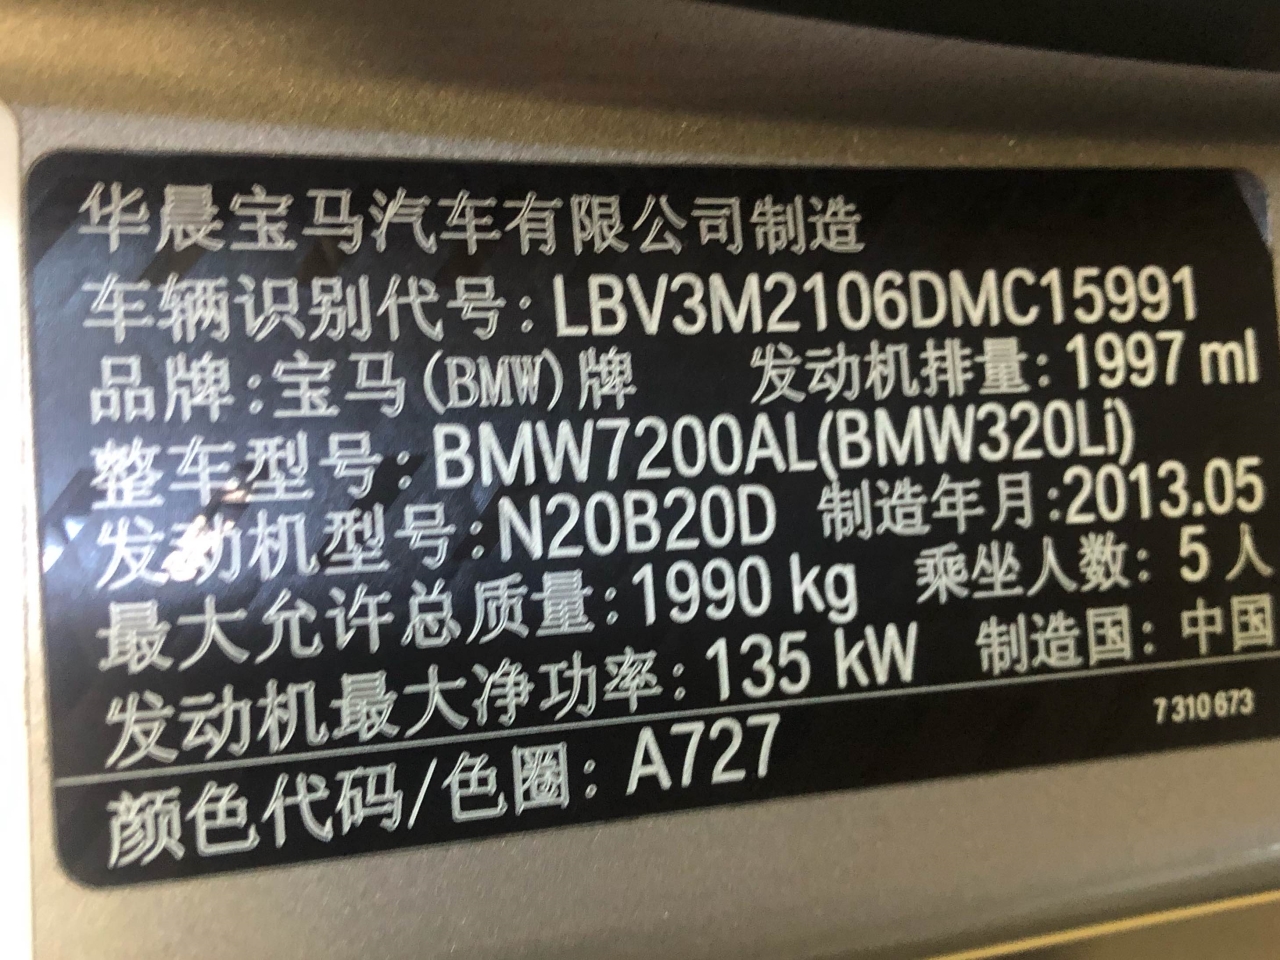 华晨宝马汽车有限公司制造
车辆识别代号: LBV3M2106DMC15991
品牌:宝马(BMW)牌 发动机排量: 1997 ml
整车型号: BMW7200AL(BMW320Li)
发动机型号:N20B20D 制造年月:2013.05
最大允许总质量:1990 kg 乘坐人数: 5 人
发动机最大净功率: 135 kW 制造国: 中国
7 310 673
颜色代码/色圈: A727